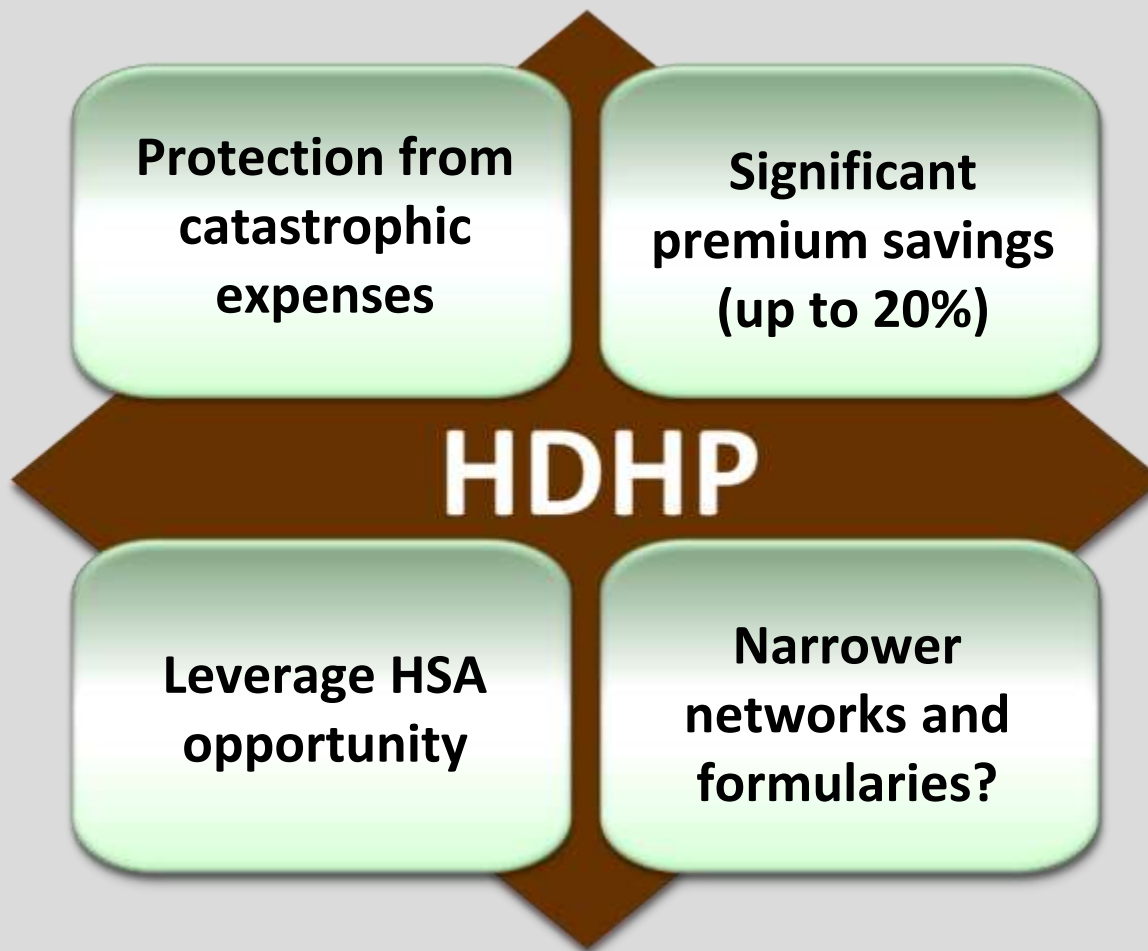 Protection from
catastrophic
expenses
Significant
premium savings
(up to 20%)
HDHP
Leverage HSA
opportunity
Narrower
networks and
formularies?